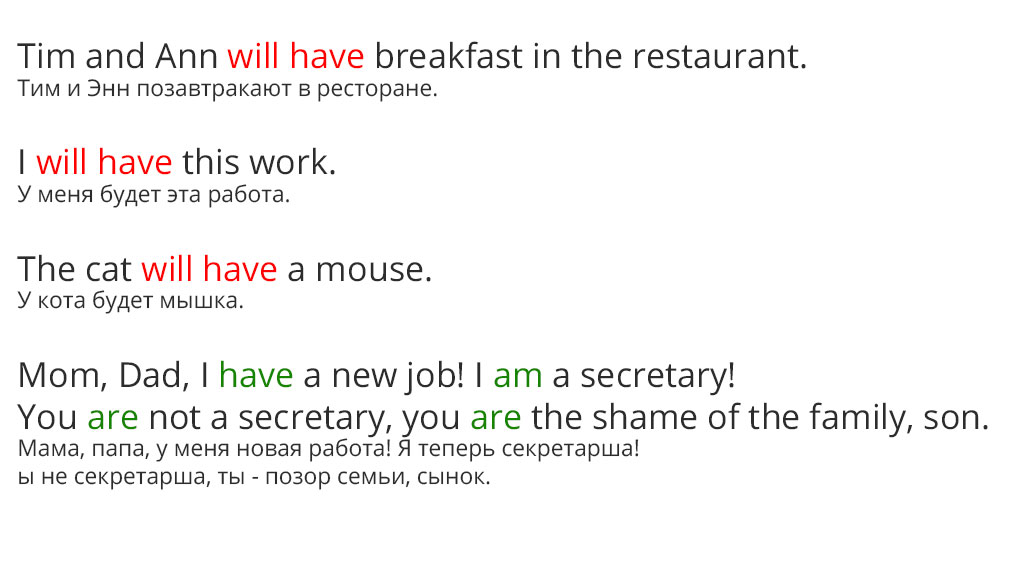 Tim and Ann will have breakfast in the restaurant.
Тим и Энн позавтракают в ресторане.
I will have this work.
У меня будет эта работа.
The cat will have a mouse.
У кота будет мышка.
Mom, Dad, I have a new job! I am a secretary!
You are not a secretary, you are the shame of the family, son.
Мама, папа, у меня новая работа! Я теперь секретарша!
ы не секретарша, ты - позор семьи, сынок.